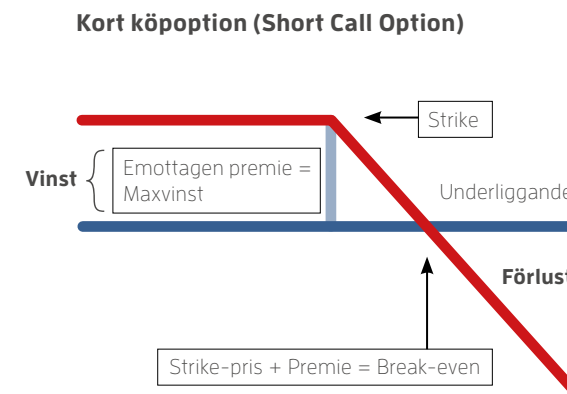 Kort köpoption (Short Call Option)
Strike
Emottagen premie =
Maxvinst
Vinst
Underliggande
Förlust
Strike-pris + Premie = Break-even